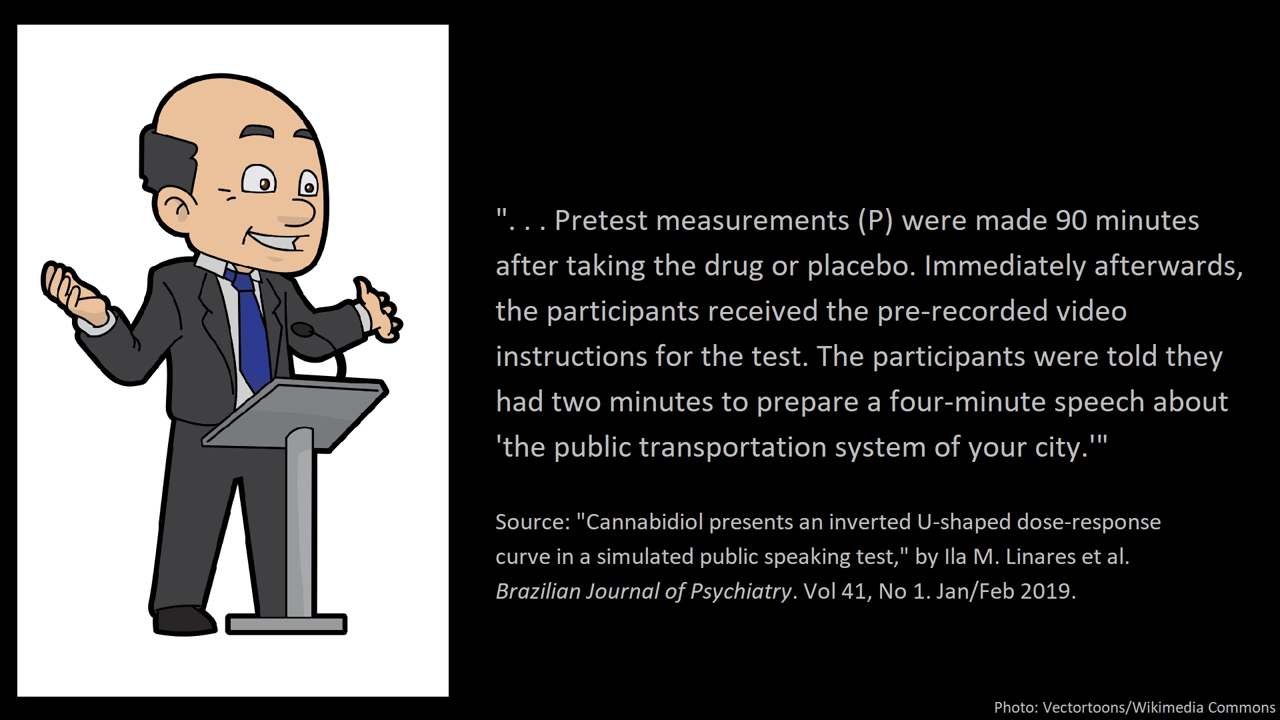 ". . . Pretest measurements (P) were made 90 minutes
after taking the drug or placebo. Immediately afterwards,
the participants received the pre-recorded video
instructions for the test. The participants were told they
had two minutes to prepare a four-minute speech about
'the public transportation system of your city.'"
Source: "Cannabidiol presents an inverted U-shaped dose-response
curve in a simulated public speaking test," by Ila M. Linares et al.
Brazilian Journal of Psychiatry. Vol 41, No 1. Jan/Feb 2019.
Photo: Vectortoons/Wikimedia Commons